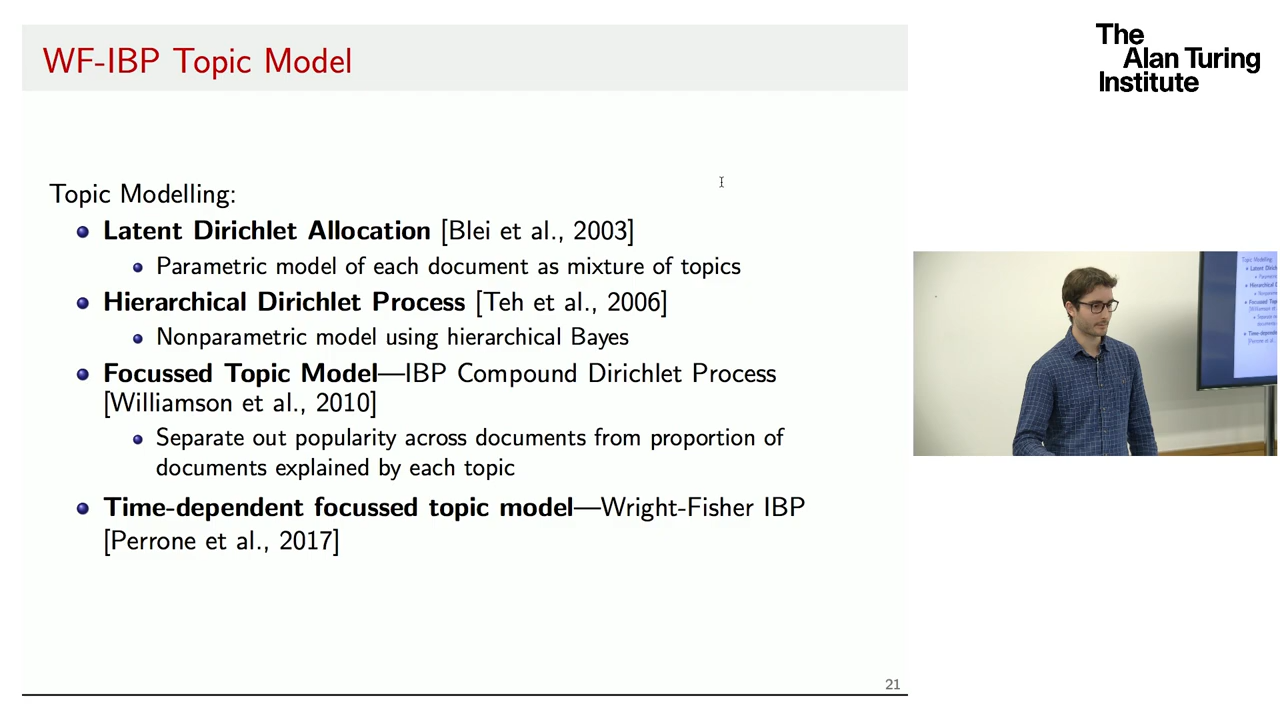 WF-IBP Topic Model
The
Alan Turing
Institute
Topic Modelling:
Latent Dirichlet Allocation [Blei et al., 2003]
Parametric model of each document as mixture of topics
Hierarchical Dirichlet Process [Teh et al., 2006]
Nonparametric model using hierarchical Bayes
Focussed Topic Model—IBP Compound Dirichlet Process
[Williamson et al., 2010]
Separate out popularity across documents from proportion of
documents explained by each topic
Time-dependent focussed topic model—Wright-Fisher IBP
[Perrone et al., 2017]
21